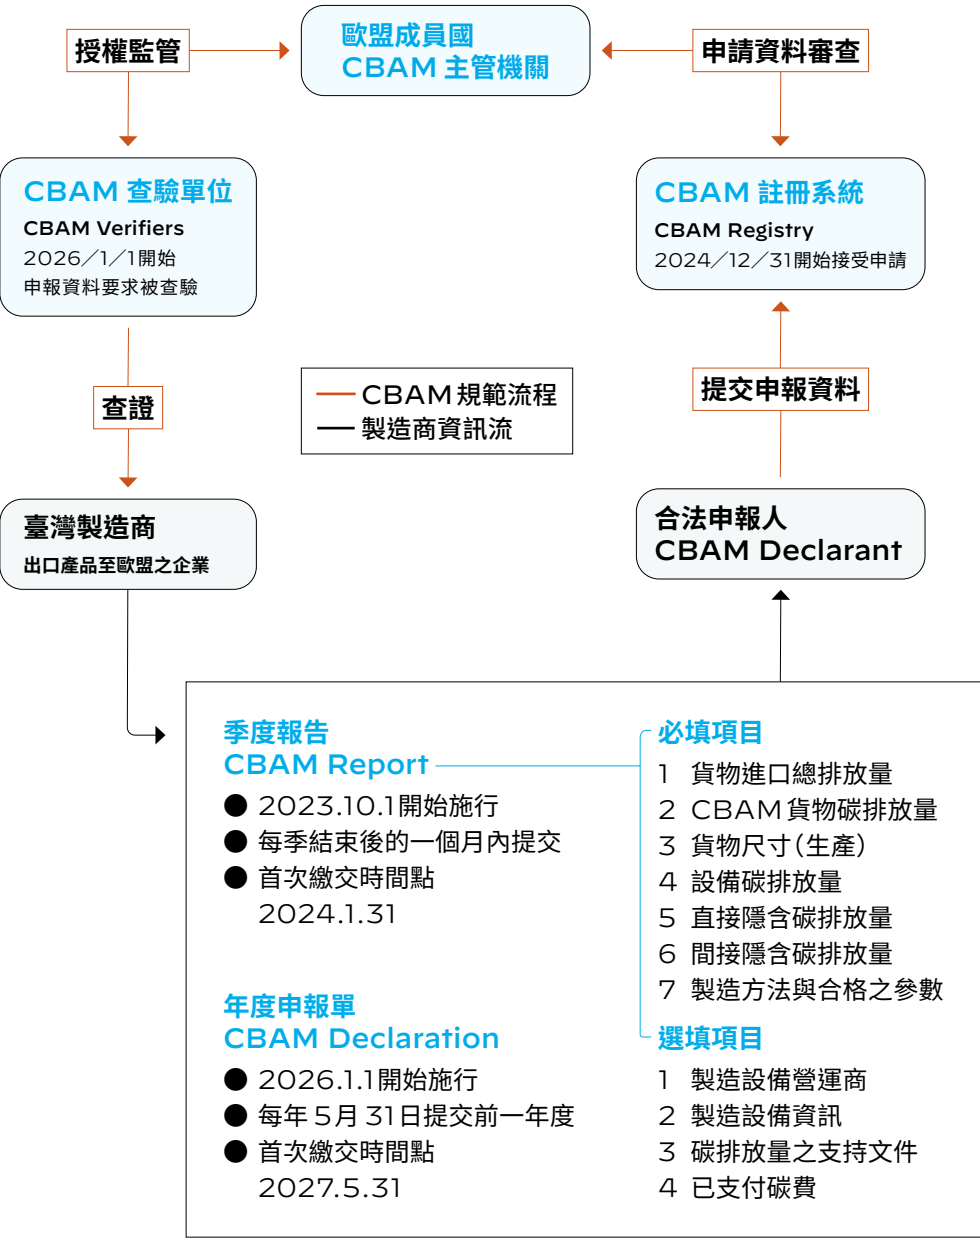 授權監管
歐盟成員國
CBAM 主管機關
申請資料審查
CBAM 查驗單位
CBAM Verifiers
2026／1／1開始
申報資料要求被查驗
CBAM 註冊系統
CBAM Registry
2024／12／31開始接受申請
查證
CBAM 規範流程
製造商資訊流
提交申報資料
臺灣製造商
出口產品至歐盟之企業
合法申報人
CBAM Declarant
季度報告
CBAM Report
● 2023.10.1開始施行
● 每季結束後的一個月內提交
● 首次繳交時間點
2024.1.31
年度申報單
CBAM Declaration
● 2026.1.1開始施行
● 每年 5月 31日提交前一年度
● 首次繳交時間點
2027.5.31
必填項目
1 貨物進口總排放量
2 CBAM 貨物碳排放量
3 貨物尺寸(生產)
4 設備碳排放量
5 直接隱含碳排放量
6 間接隱含碳排放量
7 製造方法與合格之參數
選填項目
1 製造設備營運商
2 製造設備資訊
3 碳排放量之支持文件
4 已支付碳費